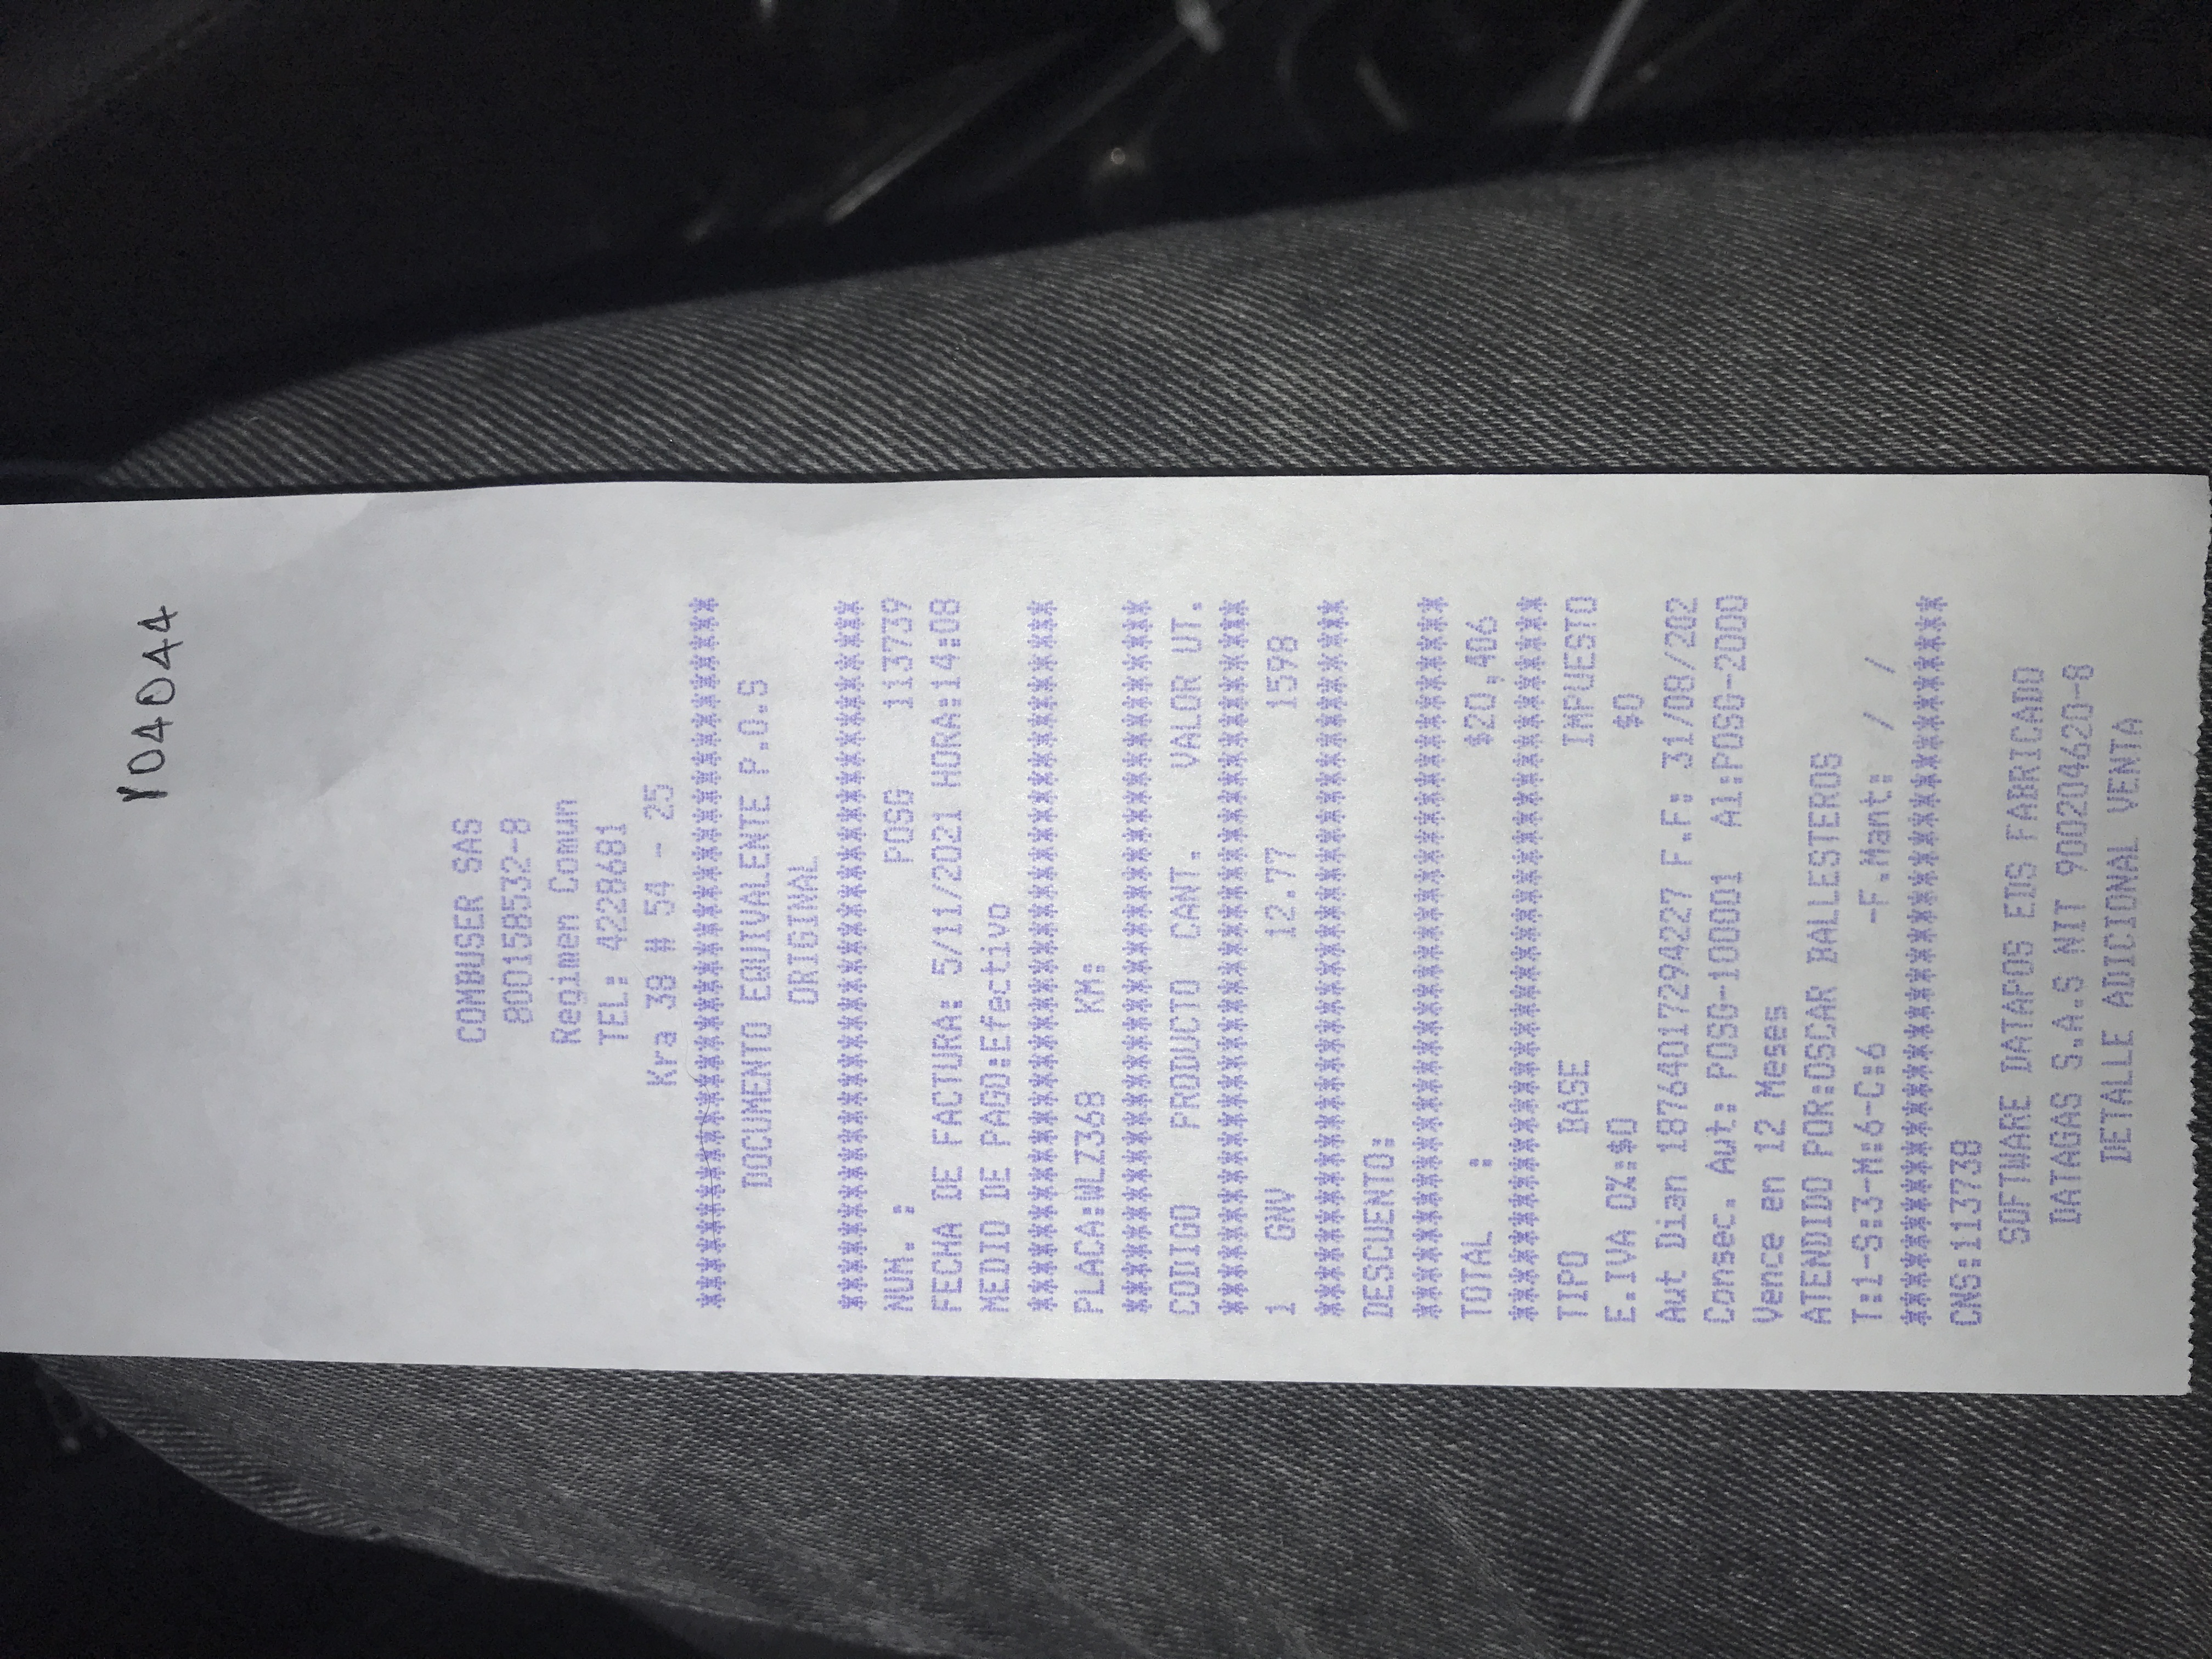 Y04044
COMBUSER SAS
800158532-8
Regimen Comun
TEL: 4228681
Kra 38 # 54 - 25
********************************
DOCUMENTO EQUIVALENTE P.O.S
ORIGINAL
********************************
NUM. : POSG 113739
FECHA DE FACTURA: 5/11/2021 HORA:14:08
MEDIO DE PAGO:Efectivo
********************************
PLACA:WLZ368 KM:
********************************
CODIGO PRODUCTO CANT. VALOR UT.
********************************
1 GNV 12.77 1598
********************************
DESCUENTO:
********************************
TOTAL : $20,406
********************************
TIPO BASE IMPUESTO
E.IVA 0%:$0 $0
Aut Dian 18764017294227 F.F: 31/08/202
Consec. Aut: POSG-100001 Al:POSG-2000
Vence en 12 Meses
ATENDIDO POR:OSCAR BALLESTEROS
T:1-S:3-M:6-C:6 -F.Mant: / /
********************************
CNS:113738
SOFTWARE DATAPOS EDS FABRICADO
DATAGAS S.A.S NIT 900204620-8
DETALLE ADICIONAL VENTA